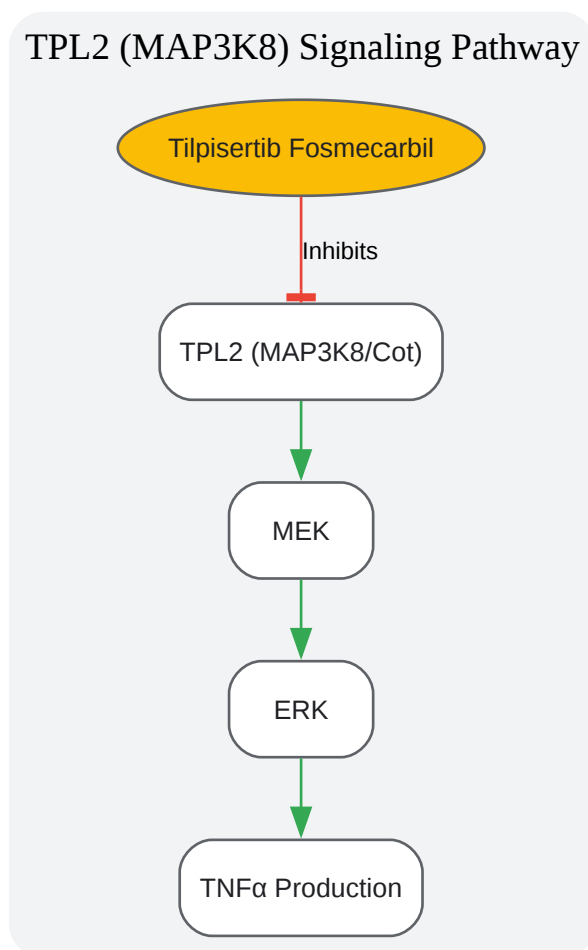 TPL2 (MAP3K8) Signaling Pathway
Tilpisertib Fosmecarbil
Inhibits
TPL2 (MAP3K8/Cot)
MEK
ERK
TNFα Production